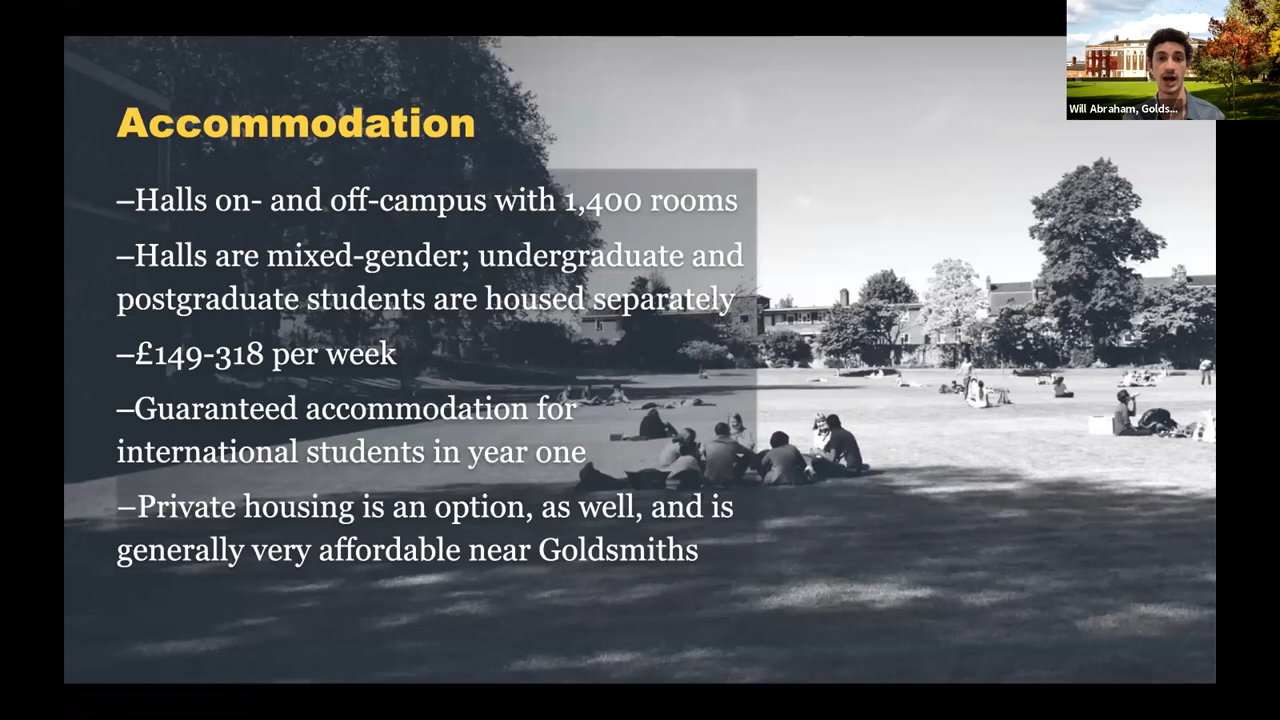 Accommodation
–Halls on- and off-campus with 1,400 rooms
–Halls are mixed-gender; undergraduate and
postgraduate students are housed separately
–£149-318 per week
–Guaranteed accommodation for
international students in year one
–Private housing is an option, as well, and is
generally very affordable near Goldsmiths
Will Abraham, Golds...